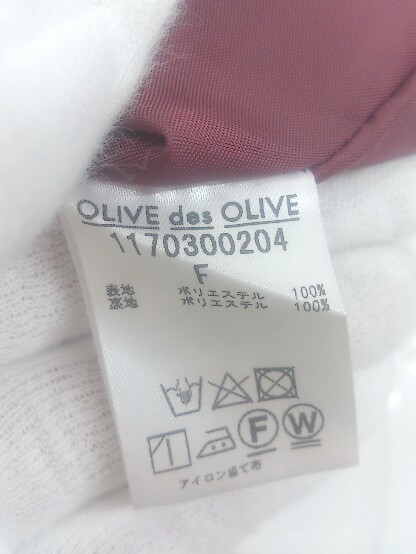 OLIVE des OLIVE
1170300204
F
表地 ポリエステル 100%
裏地 ポリエステル 100%
F W
アイロン当て布